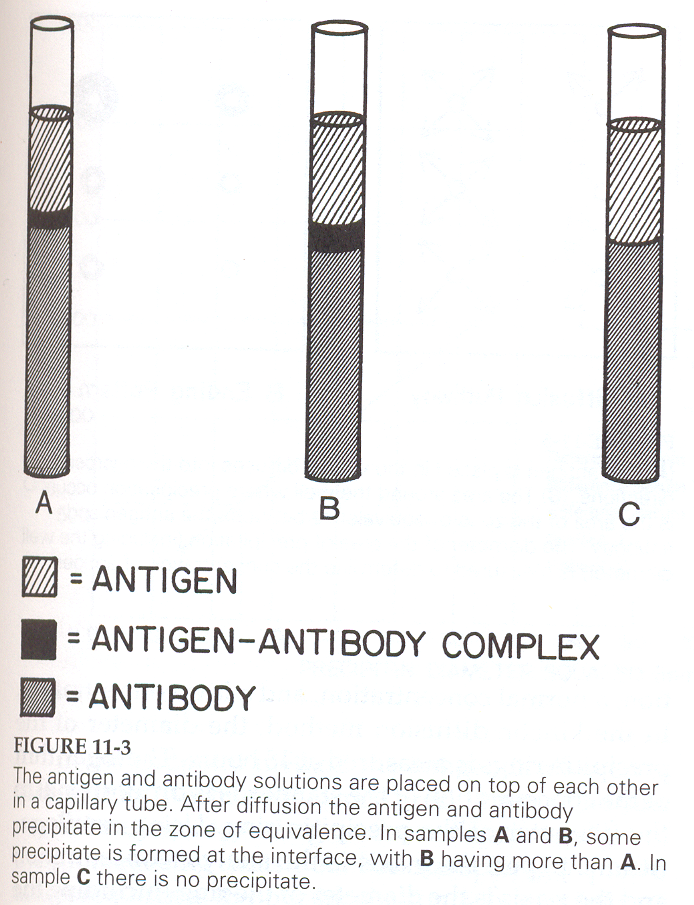 A
B
C
= ANTIGEN
= ANTIGEN-ANTIBODY COMPLEX
= ANTIBODY
FIGURE 11-3
The antigen and antibody solutions are placed on top of each other
in a capillary tube. After diffusion the antigen and antibody
precipitate in the zone of equivalence. In samples A and B, some
precipitate is formed at the interface, with B having more than A. In
sample C there is no precipitate.